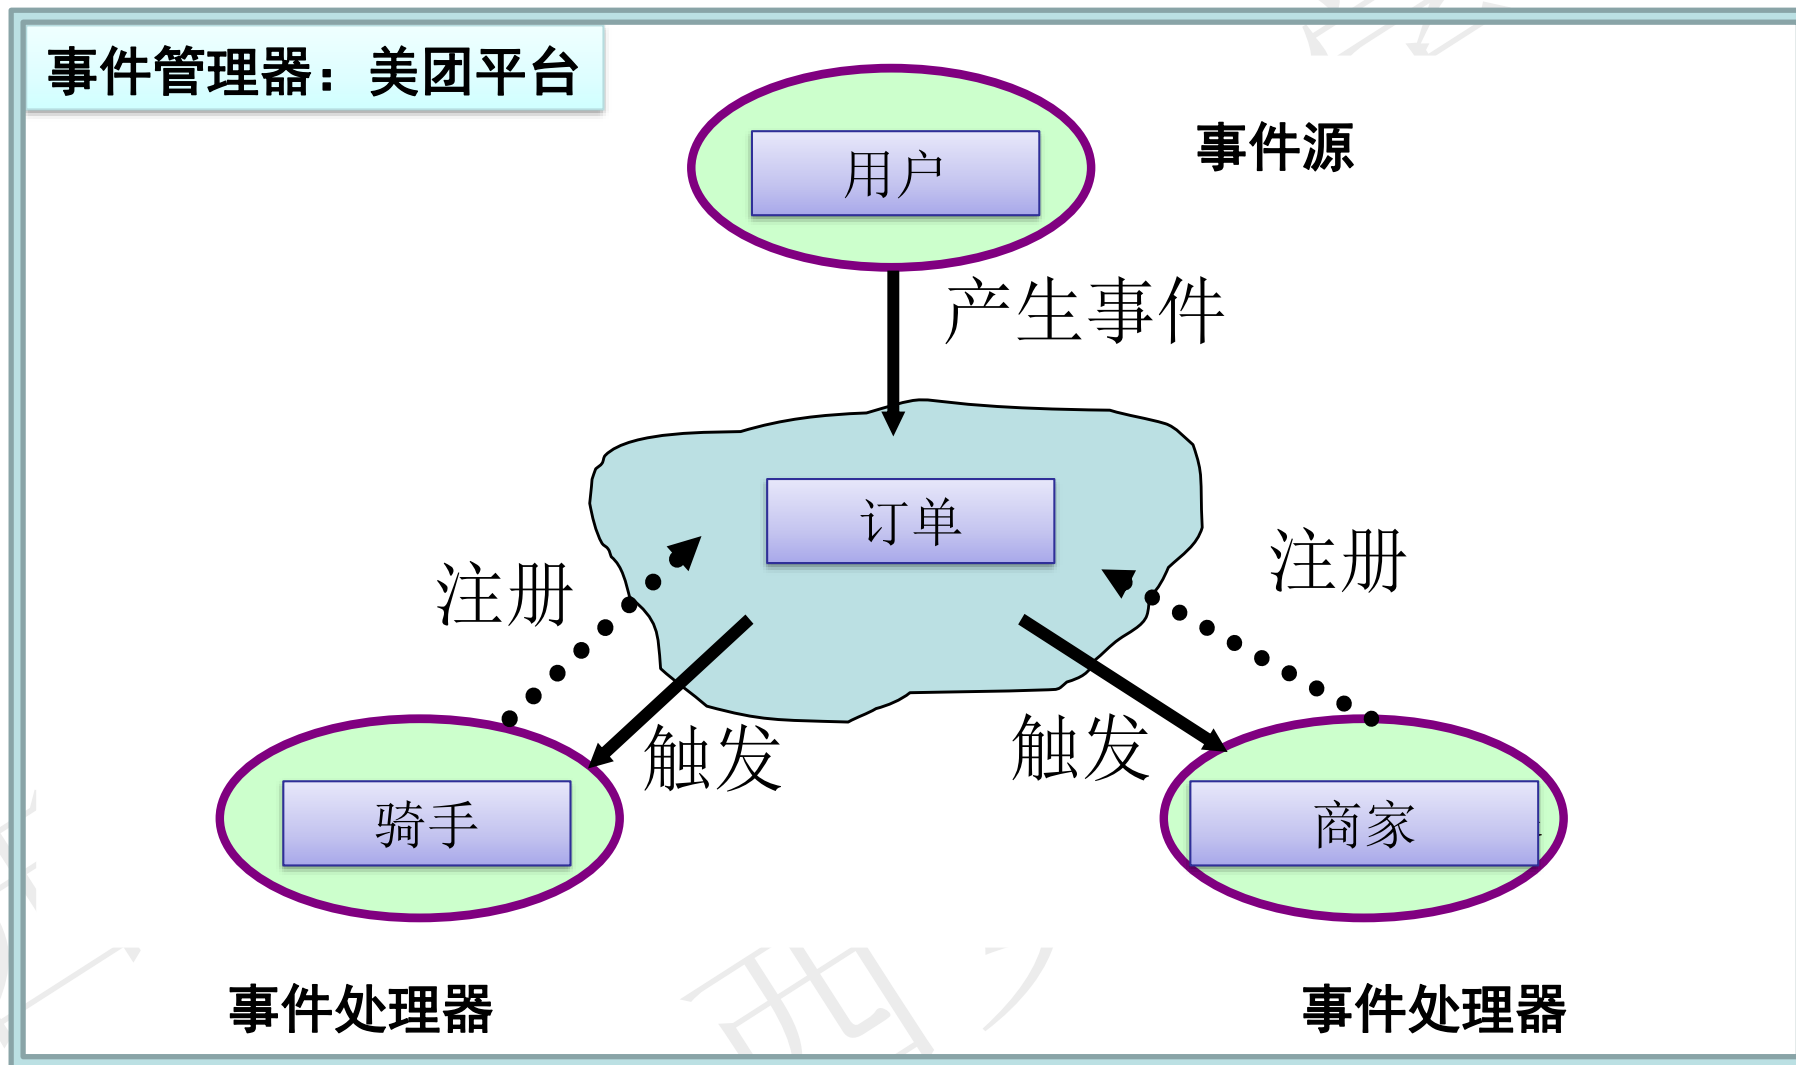 事件管理器：美团平台
用户
事件源
产生事件
订单
注册
注册
触发
触发
骑手
商家
事件处理器
事件处理器